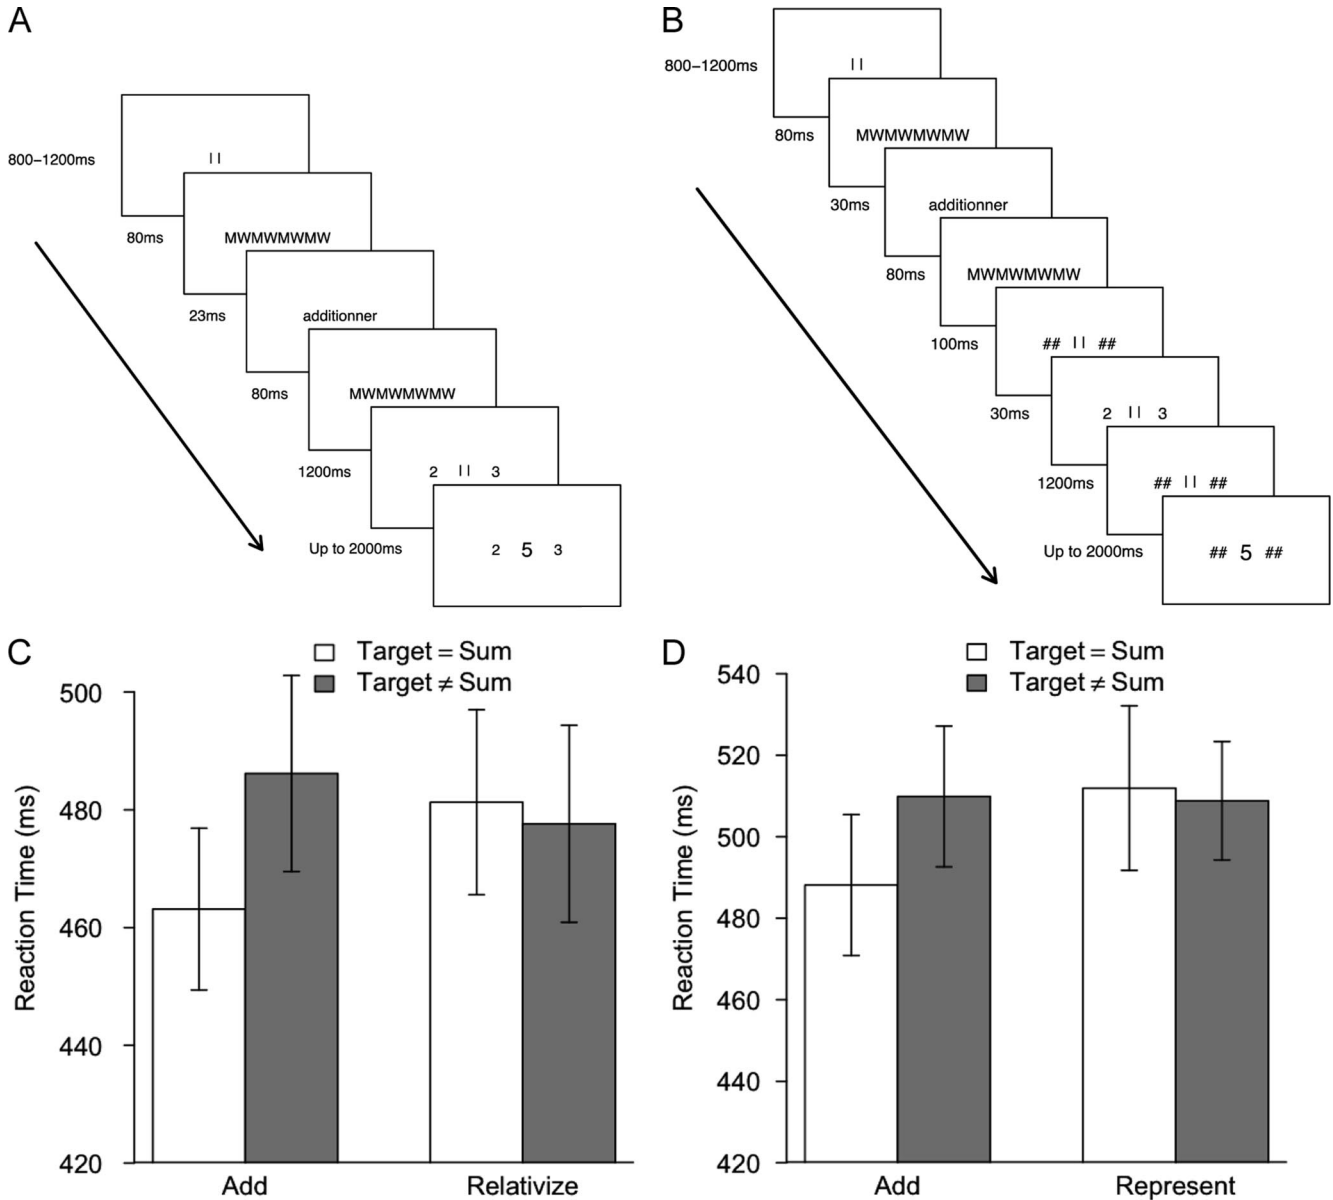 A
800–1200ms
| |
80ms
MWMWMWMW
23ms
additionner
80ms
MWMWMWMW
1200ms
2 | | 3
Up to 2000ms
2 5 3
B
800–1200ms
| |
80ms
MWMWMWMW
30ms
additionner
80ms
MWMWMWMW
100ms
## | | ##
30ms
2 | | 3
1200ms
## | | ##
Up to 2000ms
## 5 ##
C
Target = Sum
Target ≠ Sum
Reaction Time (ms)
500
480
460
440
420
Add Relativize
D
Target = Sum
Target ≠ Sum
Reaction Time (ms)
540
520
500
480
460
440
420
Add Represent